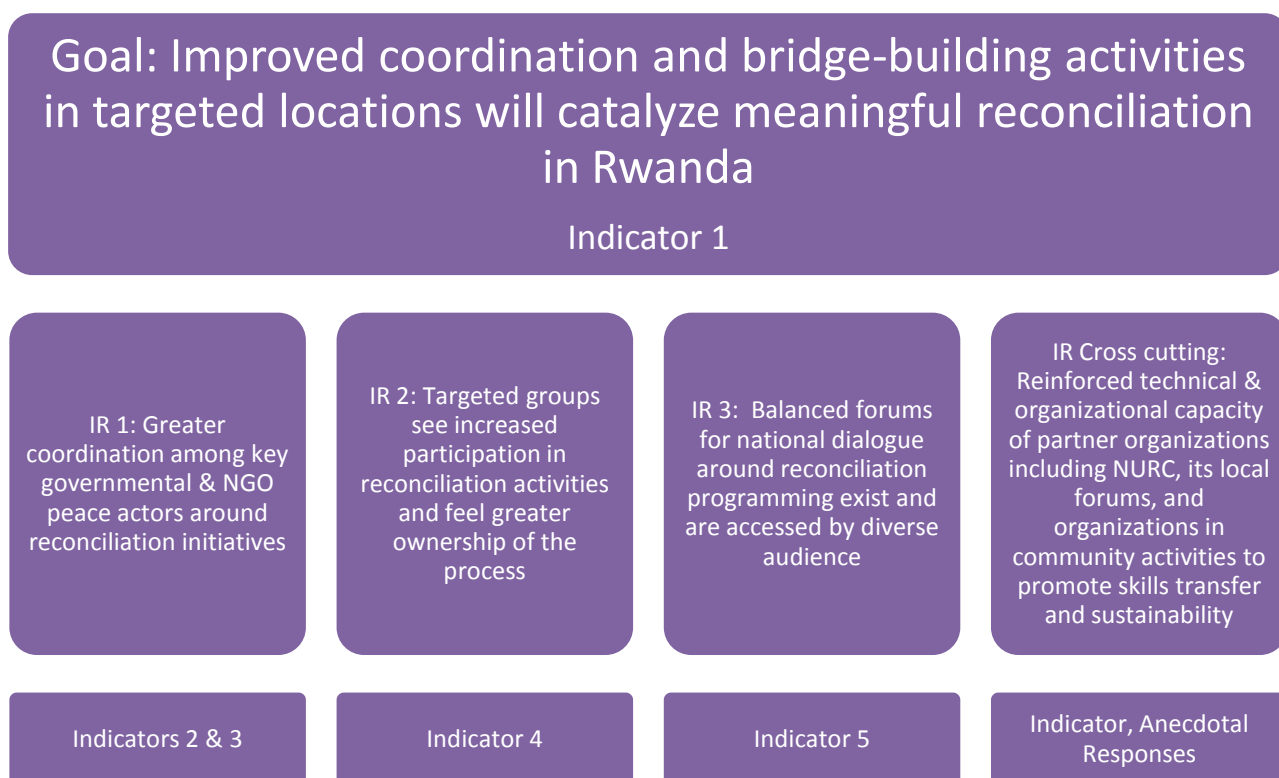 Goal: Improved coordination and bridge-building activities
in targeted locations will catalyze meaningful reconciliation
in Rwanda
Indicator 1
IR 1: Greater
coordination among key
governmental & NGO
peace actors around
reconciliation initiatives
IR 2: Targeted groups
see increased
participation in
reconciliation activities
and feel greater
ownership of the
process
IR 3:  Balanced forums
for national dialogue
around reconciliation
programming exist and
are accessed by diverse
audience
IR Cross cutting:
Reinforced technical &
organizational capacity
of partner organizations
including NURC, its local
forums, and
organizations in
community activities to
promote skills transfer
and sustainability
Indicators 2 & 3
Indicator 4
Indicator 5
Indicator, Anecdotal
Responses